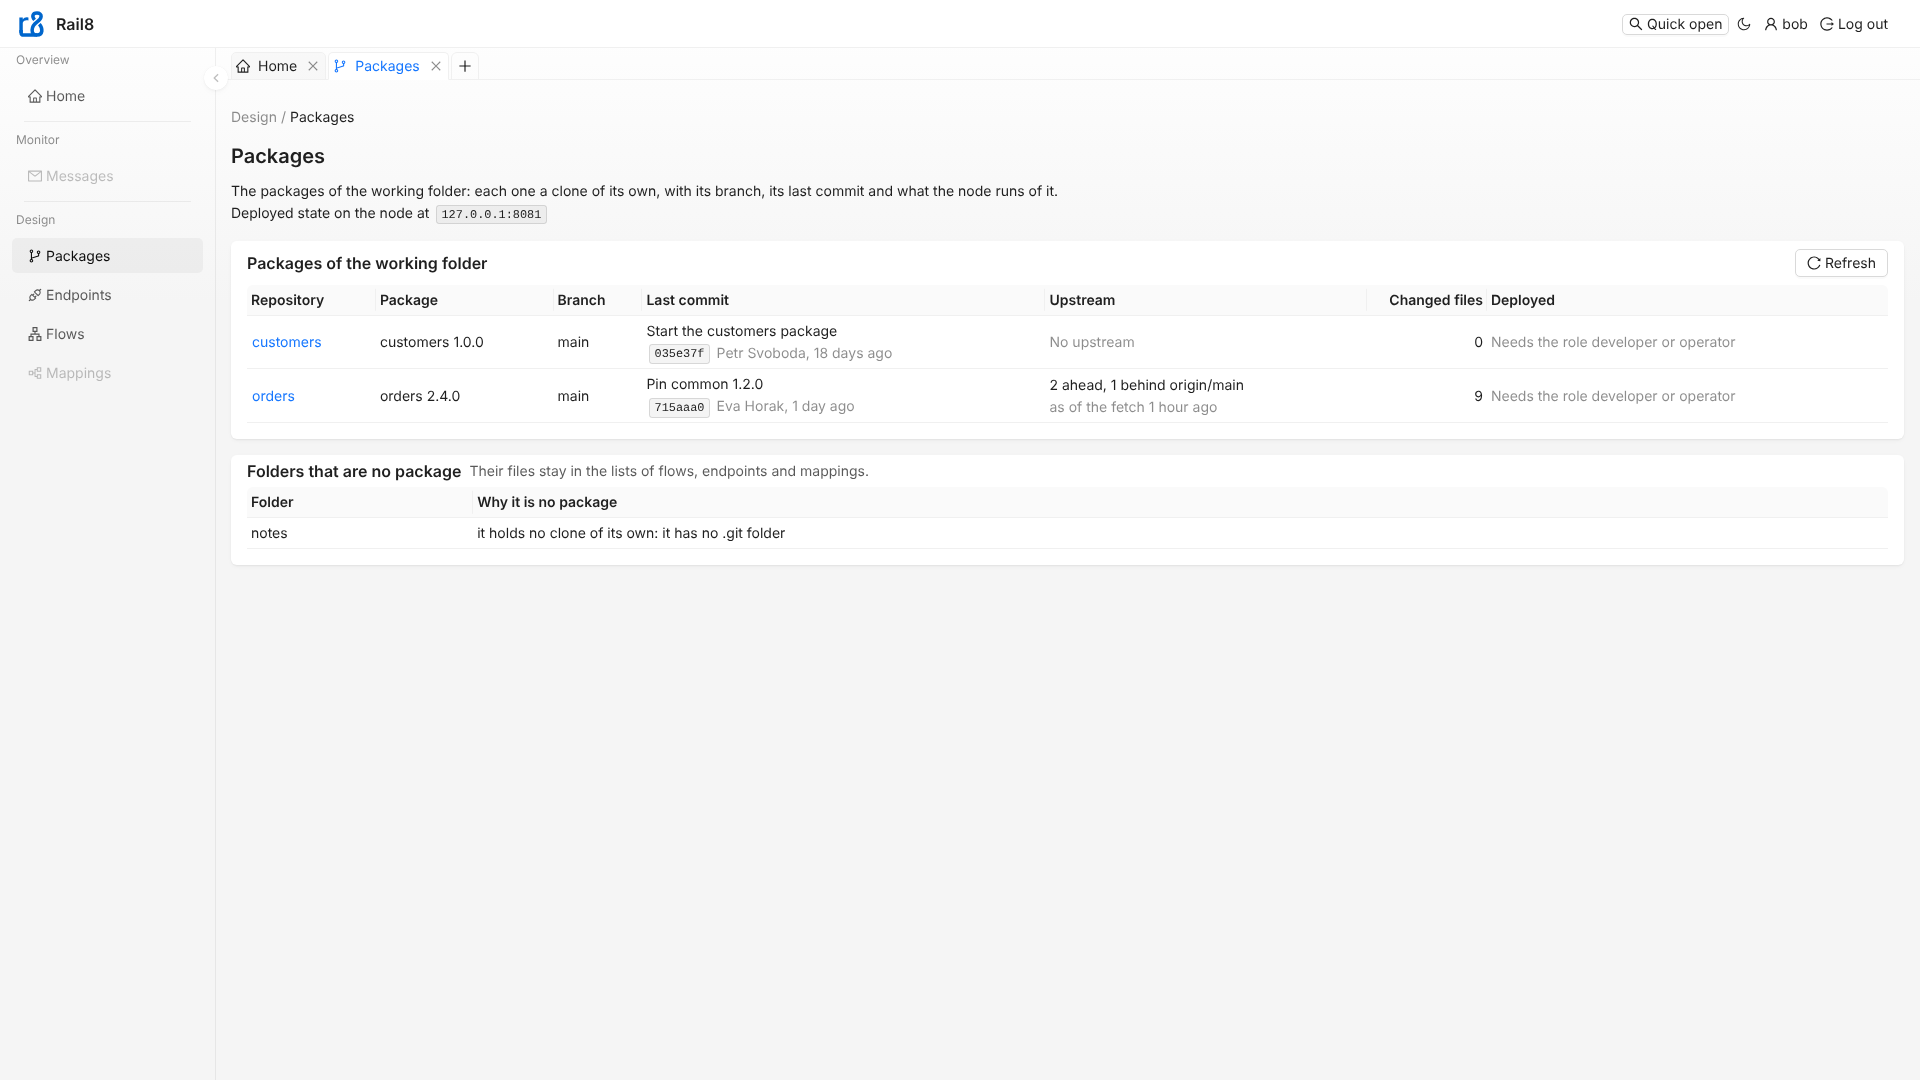 Rail8
Quick open
bob
Log out
Overview
Home
Monitor
Messages
Design
Packages
Endpoints
Flows
Mappings
Home
Packages
Design / Packages
Packages
The packages of the working folder: each one a clone of its own, with its branch, its last commit and what the node runs of it.
Deployed state on the node at 127.0.0.1:8081
Packages of the working folder
Refresh
Repository Package Branch Last commit Upstream Changed files Deployed
customers customers 1.0.0 main Start the customers package No upstream 0 Needs the role developer or operator
035e37f Petr Svoboda, 18 days ago
orders orders 2.4.0 main Pin common 1.2.0 2 ahead, 1 behind origin/main 9 Needs the role developer or operator
715aaa0 Eva Horak, 1 day ago as of the fetch 1 hour ago
Folders that are no package Their files stay in the lists of flows, endpoints and mappings.
Folder Why it is no package
notes it holds no clone of its own: it has no .git folder